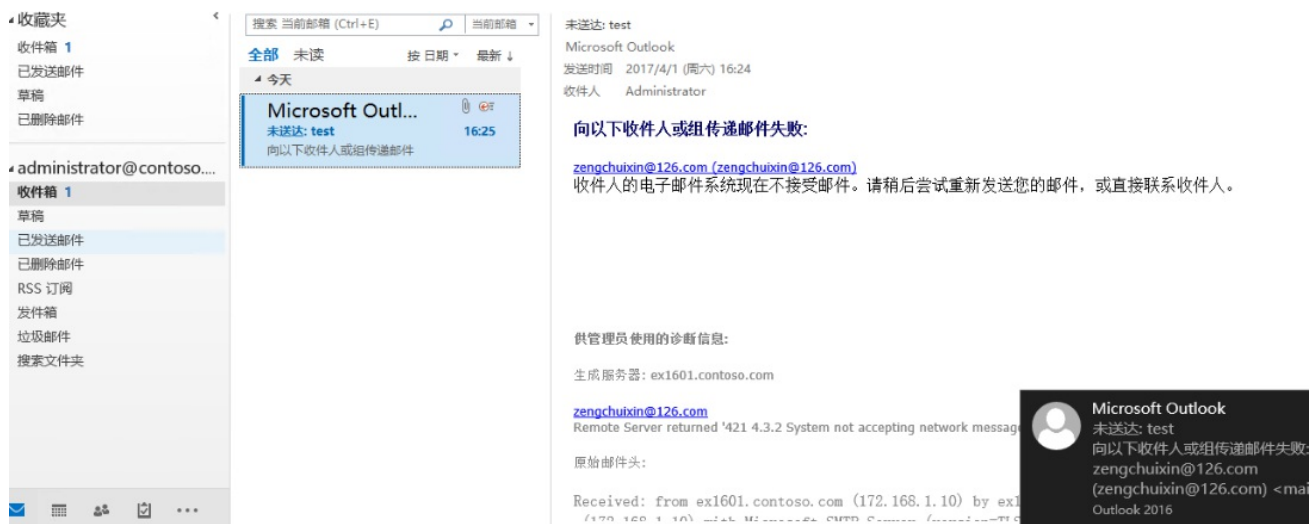 收藏夹
收件箱 1
已发送邮件
草稿
已删除邮件
administrator@contoso....
收件箱 1
草稿
已发送邮件
已删除邮件
RSS 订阅
发件箱
垃圾邮件
搜索文件夹
搜索 当前邮箱 (Ctrl+E) 当前邮箱
全部 未读 按 日期 最新 ↓
今天
Microsoft Outl...
未送达: test 16:25
向以下收件人或组传递邮件
未送达: test
Microsoft Outlook
发送时间 2017/4/1 (周六) 16:24
收件人 Administrator
向以下收件人或组传递邮件失败:
zengchuixin@126.com (zengchuixin@126.com)
收件人的电子邮件系统现在不接受邮件。请稍后尝试重新发送您的邮件，或直接联系收件人。
供管理员使用的诊断信息:
生成服务器: ex1601.contoso.com
zengchuixin@126.com
Remote Server returned '421 4.3.2 System not accepting network messag
原始邮件头:
Received: from ex1601.contoso.com (172.168.1.10) by ex1
(172.168.1.10) with Microsoft SMTP Server (version=TLS
Microsoft Outlook
未送达: test
向以下收件人或组传递邮件失败:
zengchuixin@126.com
(zengchuixin@126.com) <mai
Outlook 2016